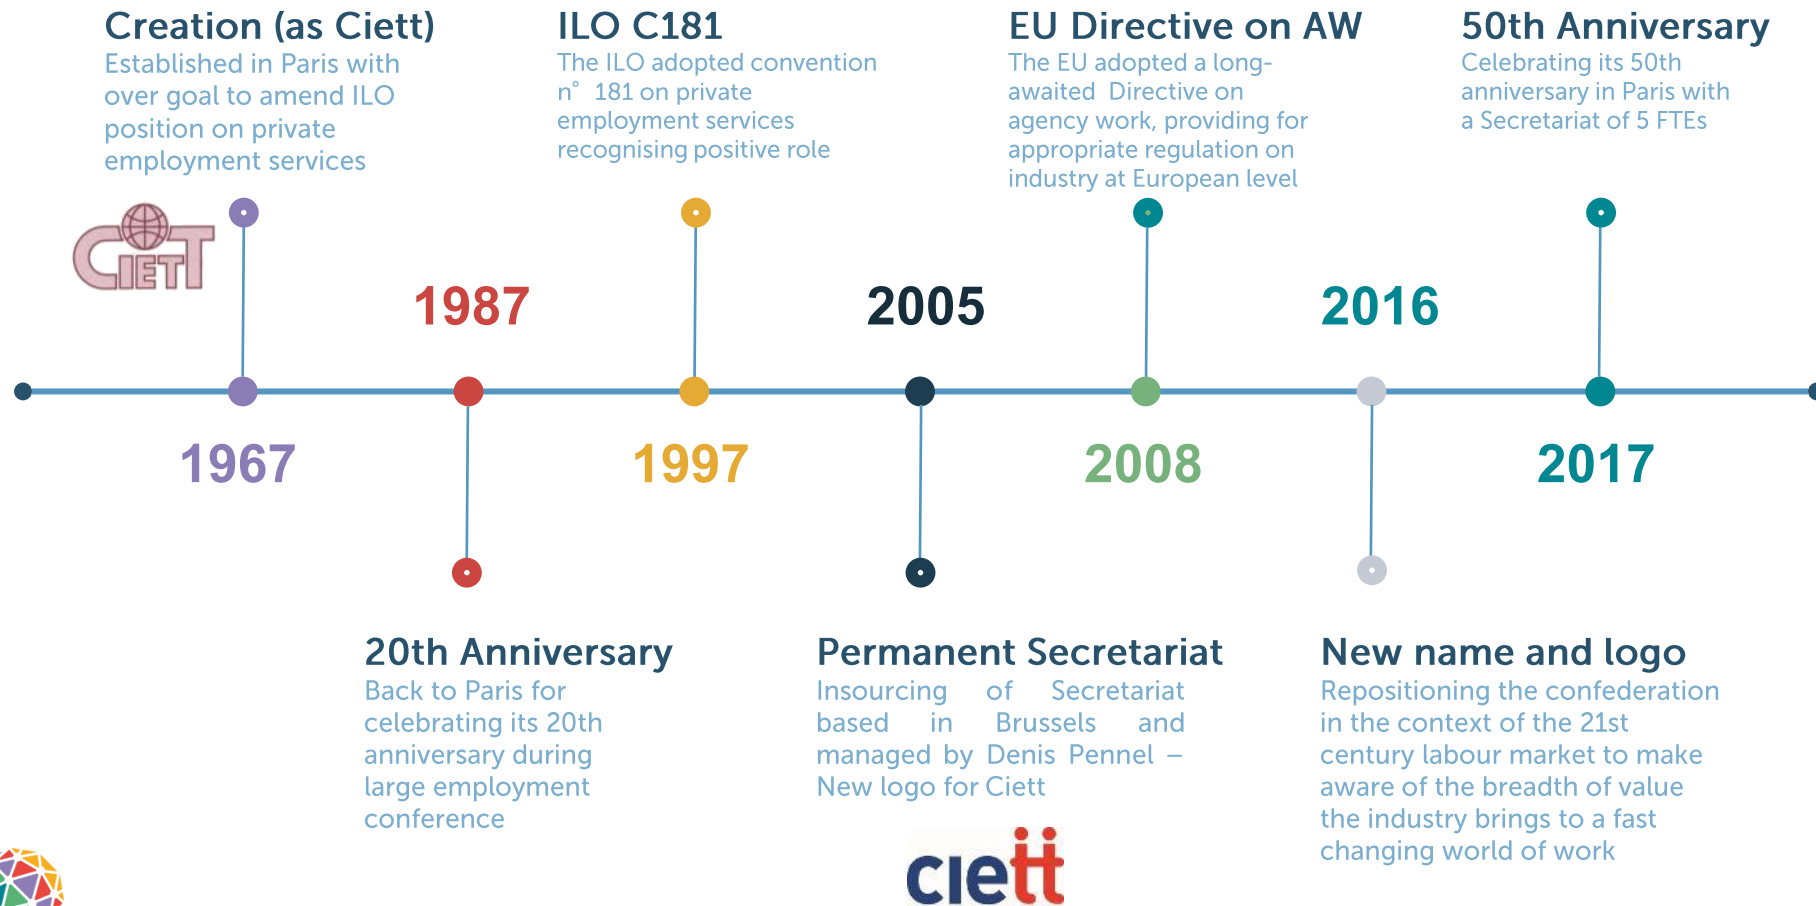 Creation (as Ciett)
Established in Paris with
over goal to amend ILO
position on private
employment services
ILO C181
The ILO adopted convention
n° 181 on private
employment services
recognising positive role
EU Directive on AW
The EU adopted a long-
awaited Directive on
agency work, providing for
appropriate regulation on
industry at European level
50th Anniversary
Celebrating its 50th
anniversary in Paris with
a Secretariat of 5 FTEs
CIETT
1987
2005
2016
1967
1997
2008
2017
20th Anniversary
Back to Paris for
celebrating its 20th
anniversary during
large employment
conference
Permanent Secretariat
Insourcing of Secretariat
based in Brussels and
managed by Denis Pennel –
New logo for Ciett
ciett
New name and logo
Repositioning the confederation
in the context of the 21st
century labour market to make
aware of the breadth of value
the industry brings to a fast
changing world of work